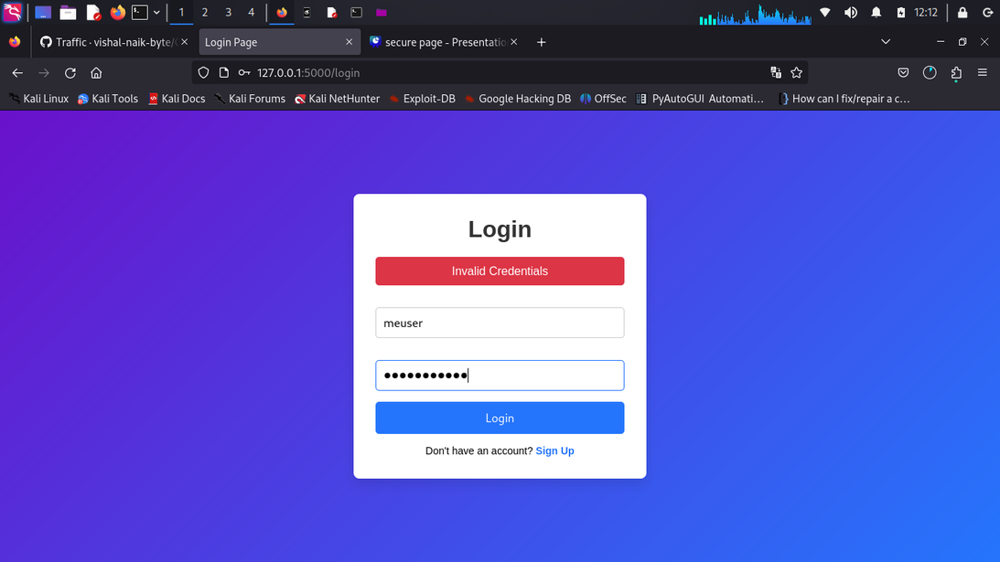 1 2 3 4 12:12
Traffic · vishal-naik-byte/ Login Page secure page - Presentatio
127.0.0.1:5000/login
Kali Linux Kali Tools Kali Docs Kali Forums Kali NetHunter Exploit-DB Google Hacking DB OffSec PyAutoGUI Automati… How can I fix/repair a c…
Login
Invalid Credentials
meuser
Login
Don't have an account? Sign Up